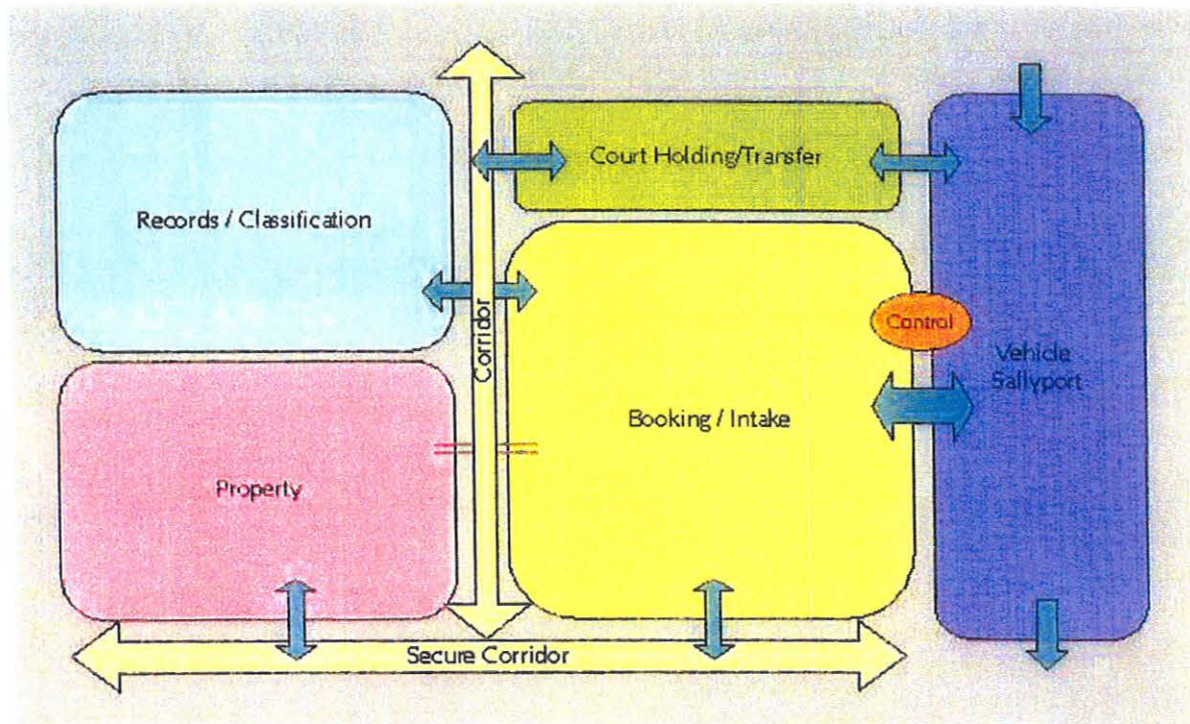 Court Holding/Transfer
Records / Classification
Corridor
Control
Vehicle
Sallyport
Booking / Intake
Property
Secure Corridor